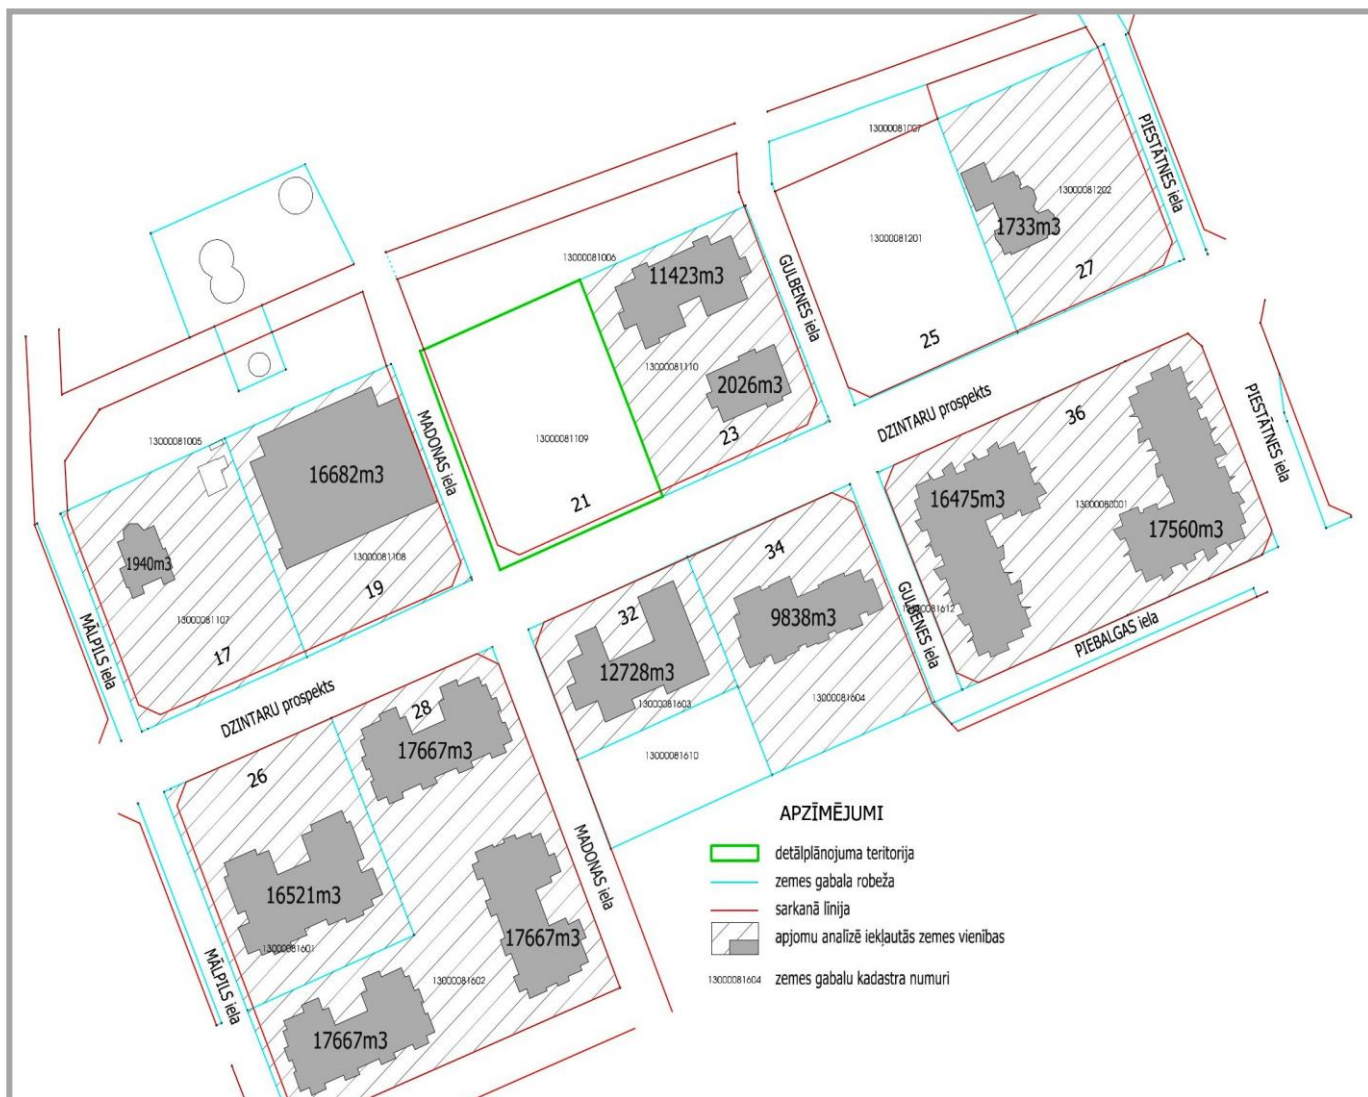 PIESTĀTNES iela
13000081007
13000081202
1733m3
13000081201
27
25
13000081006
11423m3
GULBENES iela
13000081110
2026m3
23
13000081109
21
MADONAS iela
13000081005
16682m3
1940m3
13000081108
19
13000081107
17
MĀLPILS iela
DZINTARU prospekts
36
PIESTĀTNES iela
16475m3
13000080001
17560m3
PIEBALGAS iela
GULBENES iela
34
9838m3
32
12728m3
13000081603
13000081604
13000081610
DZINTARU prospekts
28
17667m3
26
16521m3
13000081601
17667m3
13000081602
17667m3
MADONAS iela
MĀLPILS iela
APZĪMĒJUMI
detālplānojuma teritorija
zemes gabala robeža
sarkanā līnija
apjomu analīzē iekļautās zemes vienības
13000081604 zemes gabalu kadastra numuri